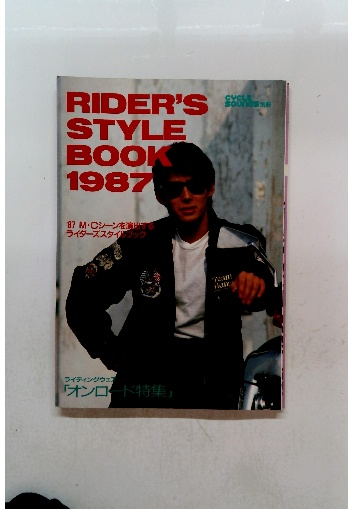 RIDER'S
STYLE
BOOK
1987
CYCLE
SOUNDS
'87 M・Cシーンを演出する
ライダーズスタイルブック
Team
ライディングウェア
「オンロード特集」